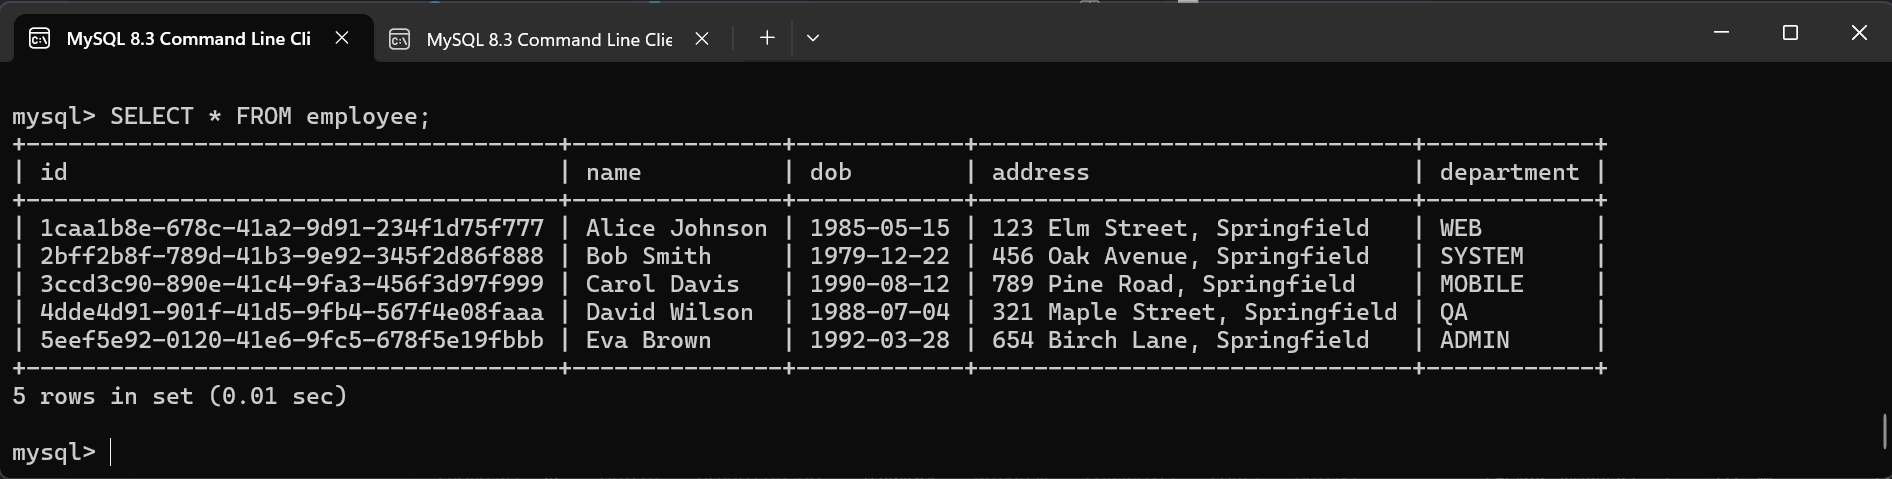 MySQL 8.3 Command Line Cli
MySQL 8.3 Command Line Clie
mysql> SELECT * FROM employee;
+--------------------------------------+---------------+------------+-------------------------------+------------+
| id                                   | name          | dob        | address                       | department |
+--------------------------------------+---------------+------------+-------------------------------+------------+
| 1caa1b8e-678c-41a2-9d91-234f1d75f777 | Alice Johnson | 1985-05-15 | 123 Elm Street, Springfield   | WEB        |
| 2bff2b8f-789d-41b3-9e92-345f2d86f888 | Bob Smith     | 1979-12-22 | 456 Oak Avenue, Springfield   | SYSTEM     |
| 3ccd3c90-890e-41c4-9fa3-456f3d97f999 | Carol Davis   | 1990-08-12 | 789 Pine Road, Springfield    | MOBILE     |
| 4dde4d91-901f-41d5-9fb4-567f4e08faaa | David Wilson  | 1988-07-04 | 321 Maple Street, Springfield | QA         |
| 5eef5e92-0120-41e6-9fc5-678f5e19fbbb | Eva Brown     | 1992-03-28 | 654 Birch Lane, Springfield   | ADMIN      |
+--------------------------------------+---------------+------------+-------------------------------+------------+
5 rows in set (0.01 sec)
mysql>